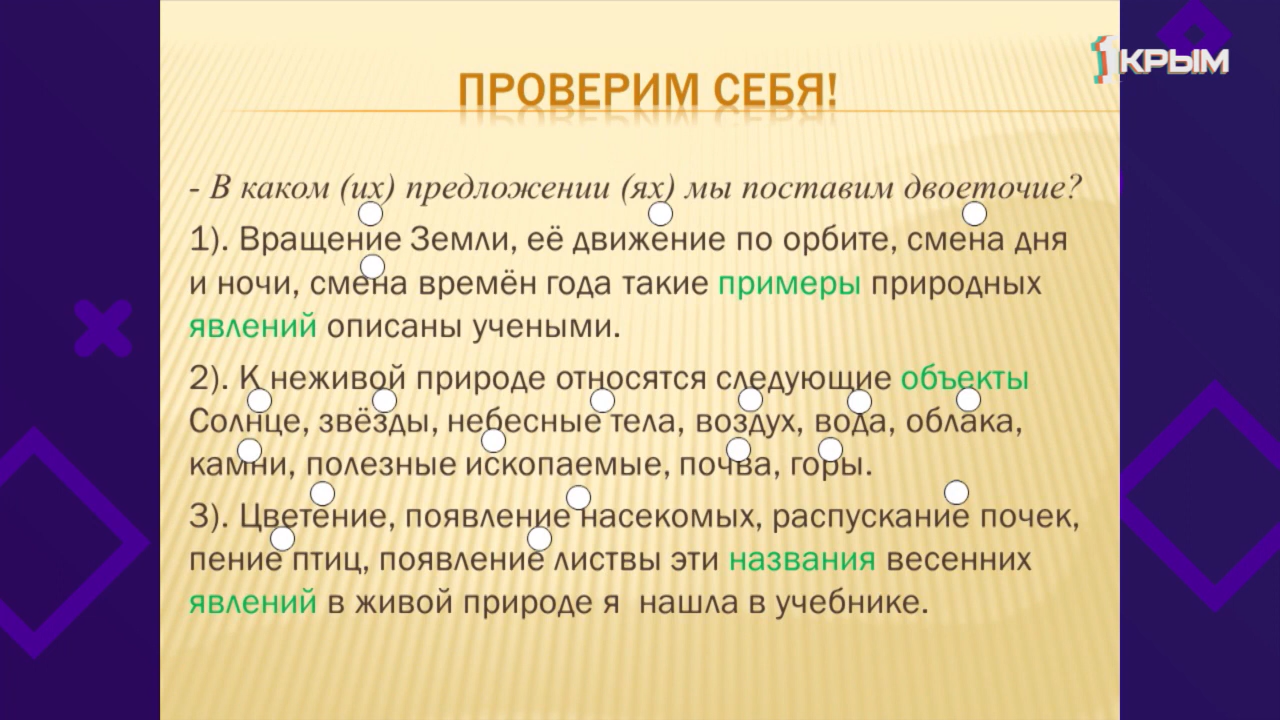 1КРЫМ
ПРОВЕРИМ СЕБЯ!
- В каком (их) предложении (ях) мы поставим двоеточие?
1). Вращение Земли, её движение по орбите, смена дня
и ночи, смена времён года такие примеры природных
явлений описаны учеными.
2). К неживой природе относятся следующие объекты
Солнце, звёзды, небесные тела, воздух, вода, облака,
камни, полезные ископаемые, почва, горы.
3). Цветение, появление насекомых, распускание почек,
пение птиц, появление листвы эти названия весенних
явлений в живой природе я нашла в учебнике.